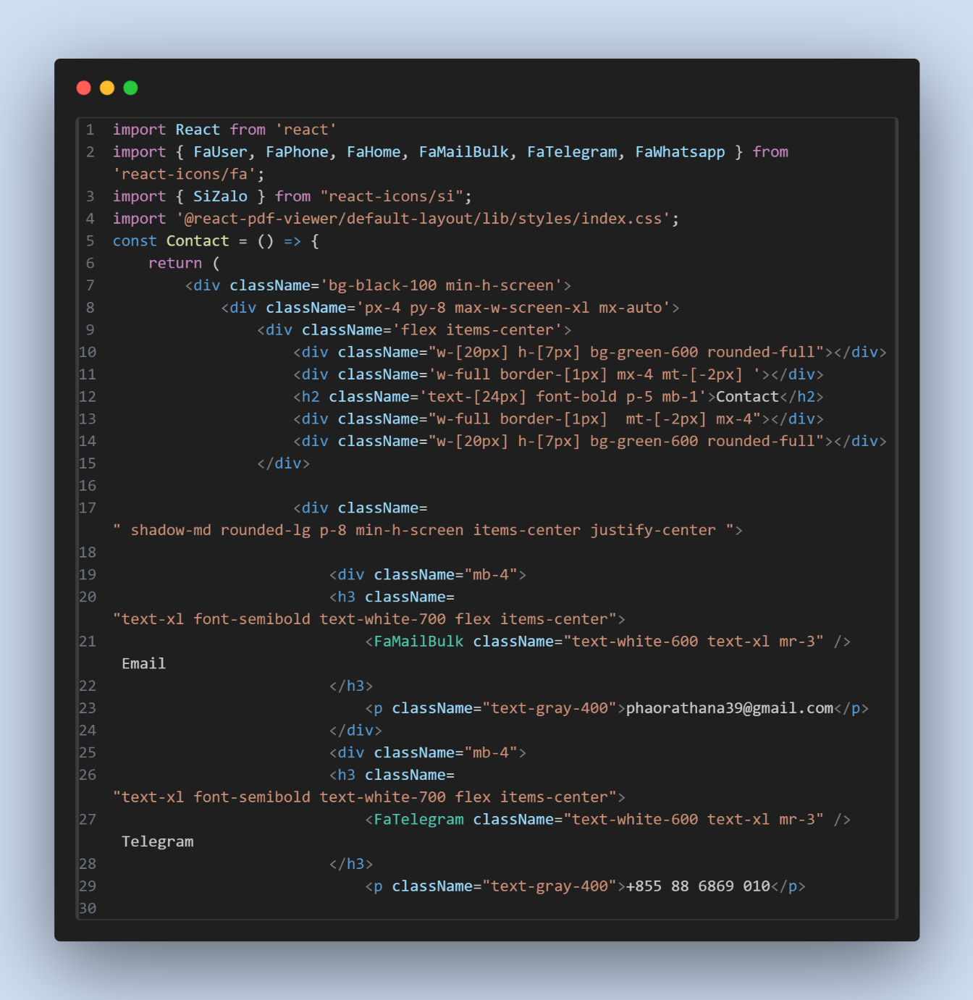 1 import React from 'react'
2 import { FaUser, FaPhone, FaHome, FaMailBulk, FaTelegram, FaWhatsapp } from
'react-icons/fa';
3 import { SiZalo } from "react-icons/si";
4 import '@react-pdf-viewer/default-layout/lib/styles/index.css';
5 const Contact = () => {
6     return (
7         <div className='bg-black-100 min-h-screen'>
8             <div className='px-4 py-8 max-w-screen-xl mx-auto'>
9                 <div className='flex items-center'>
10                     <div className="w-[20px] h-[7px] bg-green-600 rounded-full"></div>
11                     <div className='w-full border-[1px] mx-4 mt-[-2px] '></div>
12                     <h2 className='text-[24px] font-bold p-5 mb-1'>Contact</h2>
13                     <div className="w-full border-[1px]  mt-[-2px] mx-4"></div>
14                     <div className="w-[20px] h-[7px] bg-green-600 rounded-full"></div>
15                 </div>
16
17                     <div className=
" shadow-md rounded-lg p-8 min-h-screen items-center justify-center ">
18
19                         <div className="mb-4">
20                         <h3 className=
"text-xl font-semibold text-white-700 flex items-center">
21                             <FaMailBulk className="text-white-600 text-xl mr-3" />
Email
22                         </h3>
23                             <p className="text-gray-400">phaorathana39@gmail.com</p>
24                         </div>
25                         <div className="mb-4">
26                         <h3 className=
"text-xl font-semibold text-white-700 flex items-center">
27                             <FaTelegram className="text-white-600 text-xl mr-3" />
Telegram
28                         </h3>
29                             <p className="text-gray-400">+855 88 6869 010</p>
30